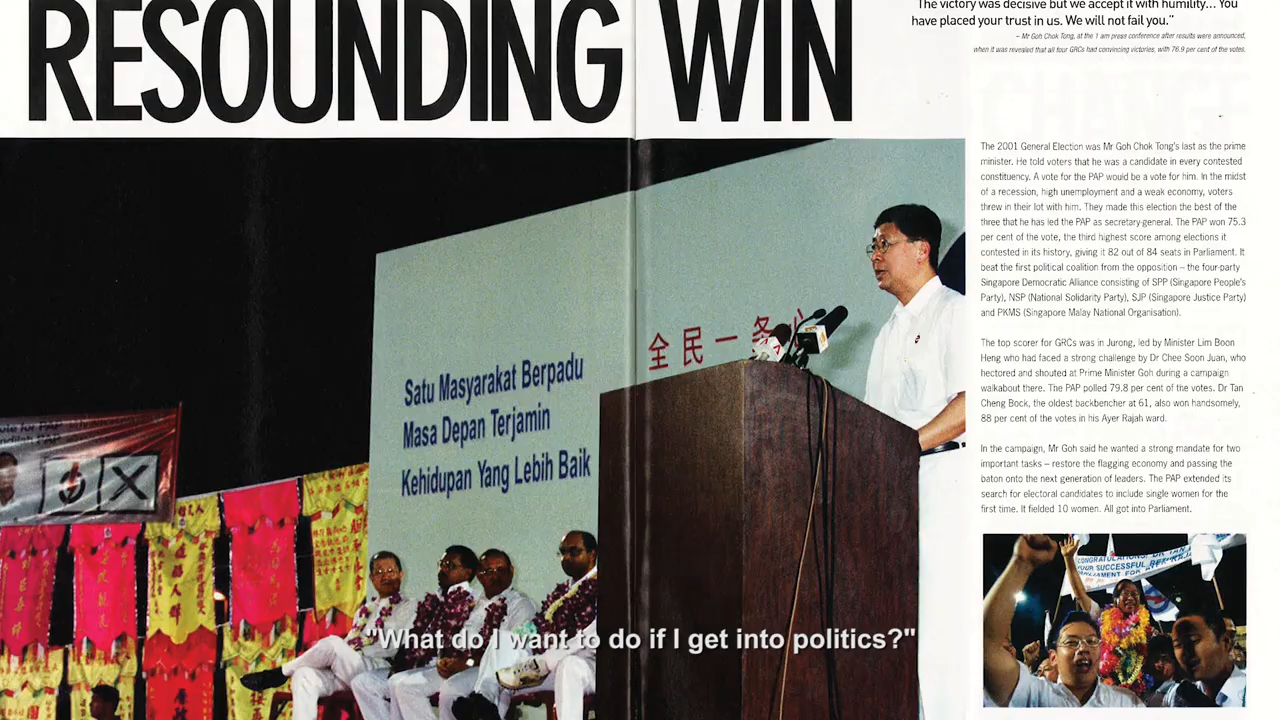 RESOUNDING WIN
"The victory was decisive but we accept it with humility... You
have placed your trust in us. We will not fail you."
– Mr Goh Chok Tong, at the 1 am press conference after results were announced,
when it was revealed that all four GRCs had convincing victories, with 76.9 per cent of the votes.
The 2001 General Election was Mr Goh Chok Tong's last as the prime
minister. He told voters that he was a candidate in every contested
constituency. A vote for the PAP would be a vote for him. In the midst
of a recession, high unemployment and a weak economy, voters
threw in their lot with him. They made this election the best of the
three that he has led the PAP as secretary-general. The PAP won 75.3
per cent of the vote, the third highest score among elections it
contested in its history, giving it 82 out of 84 seats in Parliament. It
beat the first political coalition from the opposition – the four-party
Singapore Democratic Alliance consisting of SPP (Singapore People's
Party), NSP (National Solidarity Party), SJP (Singapore Justice Party)
and PKMS (Singapore Malay National Organisation).
The top scorer for GRCs was in Jurong, led by Minister Lim Boon
Heng who had faced a strong challenge by Dr Chee Soon Juan, who
hectored and shouted at Prime Minister Goh during a campaign
walkabout there. The PAP polled 79.8 per cent of the votes. Dr Tan
Cheng Bock, the oldest backbencher at 61, also won handsomely,
88 per cent of the votes in his Ayer Rajah ward.
In the campaign, Mr Goh said he wanted a strong mandate for two
important tasks – restore the flagging economy and passing the
baton onto the next generation of leaders. The PAP extended its
search for electoral candidates to include single women for the
first time. It fielded 10 women. All got into Parliament.
全民一条心
Satu Masyarakat Berpadu
Masa Depan Terjamin
Kehidupan Yang Lebih Baik
for PAP
CONGRATULATIONS! DR TAN
YOUR SUCCESSFUL
"What do I want to do if I get into politics?"